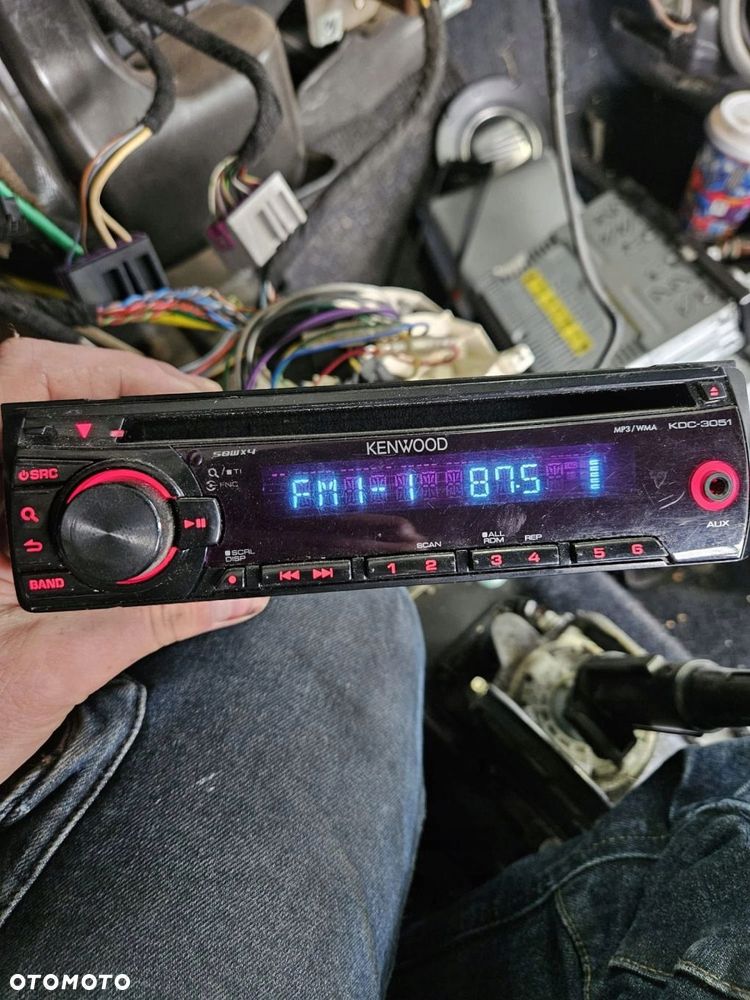 KENWOOD
MP3/WMA KDC-3051
50Wx4
SRC
TI
FNC
FM1-1 87.5
AUX
BAND
SCRL
DISP
SCAN
1 2
ALL
RDM
REP
3 4
5 6
OTOMOTO